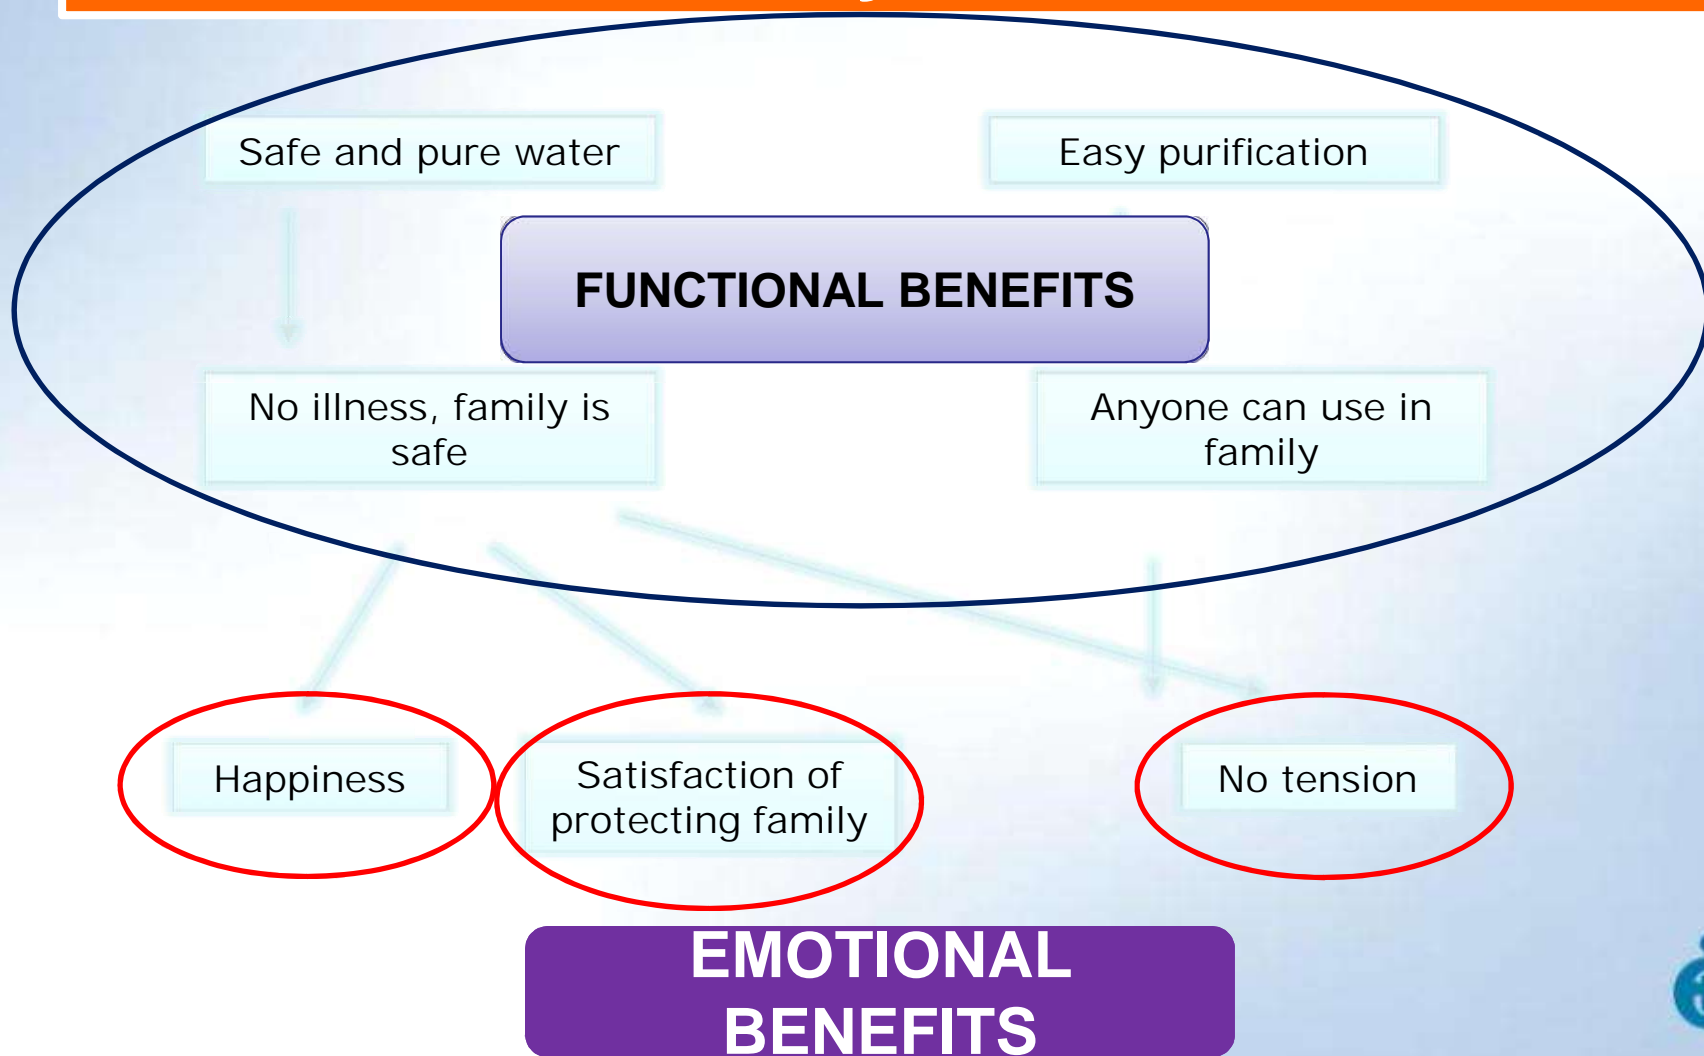 Safe and pure water
Easy purification
FUNCTIONAL BENEFITS
No illness, family is
safe
Anyone can use in
family
Happiness
Satisfaction of
protecting family
No tension
EMOTIONAL
BENEFITS